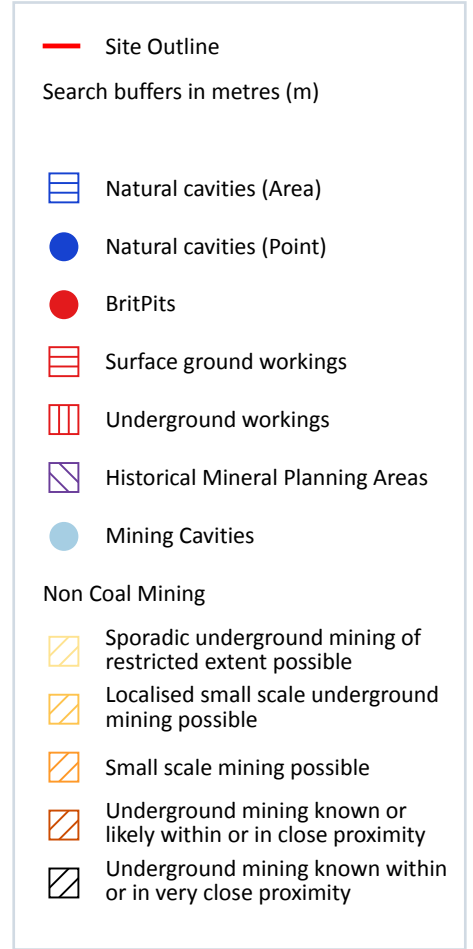 Site Outline
Search buffers in metres (m)
Natural cavities (Area)
Natural cavities (Point)
BritPits
Surface ground workings
Underground workings
Historical Mineral Planning Areas
Mining Cavities
Non Coal Mining
Sporadic underground mining of
restricted extent possible
Localised small scale underground
mining possible
Small scale mining possible
Underground mining known or
likely within or in close proximity
Underground mining known within
or in very close proximity